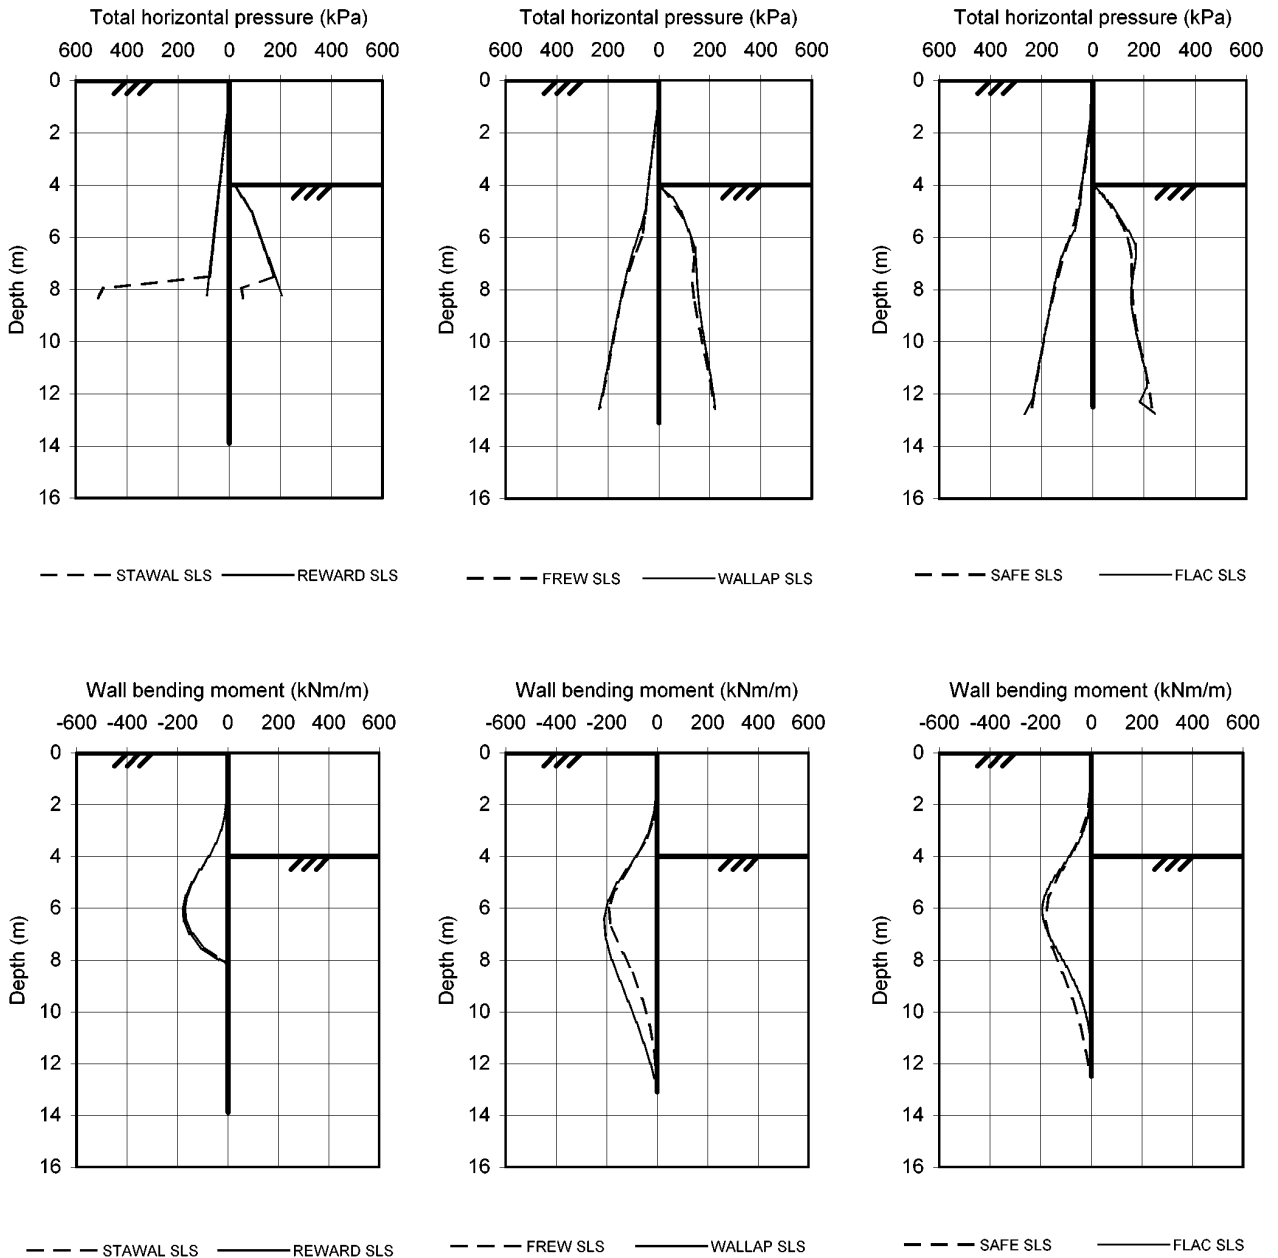 Total horizontal pressure (kPa)
600 400 200 0 200 400 600
0
2
4
6
8
10
12
14
16
Depth (m)
STAWAL SLS REWARD SLS
Total horizontal pressure (kPa)
600 400 200 0 200 400 600
0
2
4
6
8
10
12
14
16
Depth (m)
FREW SLS WALLAP SLS
Total horizontal pressure (kPa)
600 400 200 0 200 400 600
0
2
4
6
8
10
12
14
16
Depth (m)
SAFE SLS FLAC SLS
Wall bending moment (kNm/m)
-600 -400 -200 0 200 400 600
0
2
4
6
8
10
12
14
16
Depth (m)
STAWAL SLS REWARD SLS
Wall bending moment (kNm/m)
-600 -400 -200 0 200 400 600
0
2
4
6
8
10
12
14
16
Depth (m)
FREW SLS WALLAP SLS
Wall bending moment (kNm/m)
-600 -400 -200 0 200 400 600
0
2
4
6
8
10
12
14
16
Depth (m)
SAFE SLS FLAC SLS